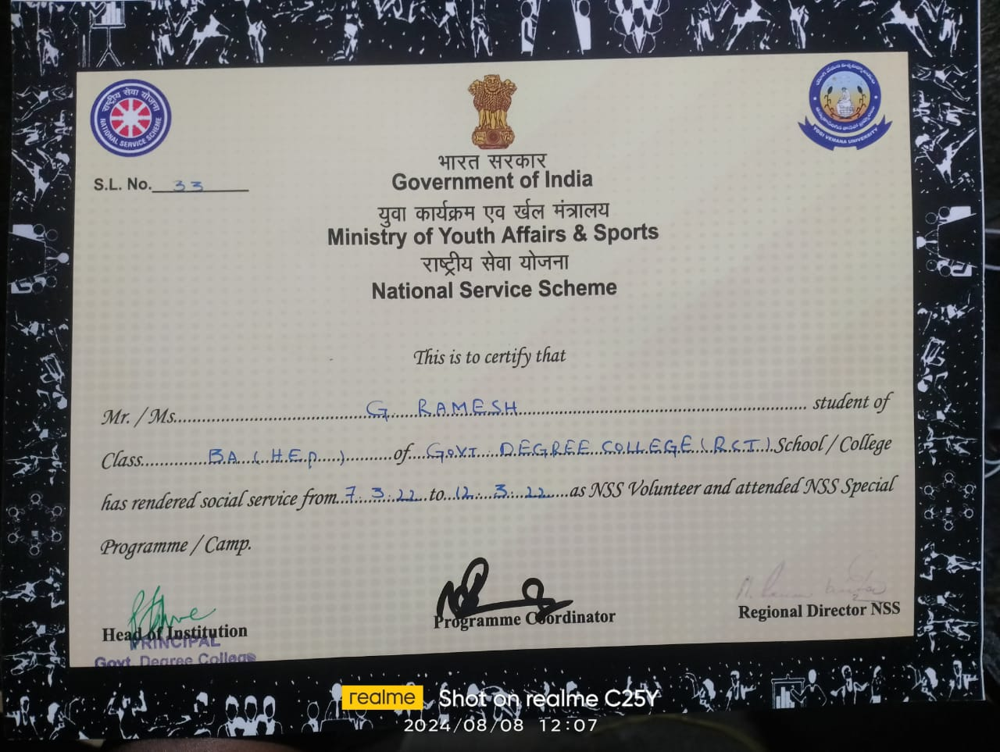 राष्ट्रीय सेवा योजना
NATIONAL SERVICE SCHEME
YOGI VEMANA UNIVERSITY
S.L. No. 33
भारत सरकार
Government of India
युवा कार्यक्रम एव र्खल मंत्रालय
Ministry of Youth Affairs & Sports
राष्ट्रीय सेवा योजना
National Service Scheme
This is to certify that
Mr. / Ms. G. RAMESH student of
Class BA (H.E.P) of GOVT DEGREE COLLEGE (RCT) School / College
has rendered social service from 7.3.22 to 12.3.22 as NSS Volunteer and attended NSS Special
Programme / Camp.
Head of Institution
Programme Coordinator
Regional Director NSS
PRINCIPAL
Govt. Degree College
realme Shot on realme C25Y
2024/08/08 12:07